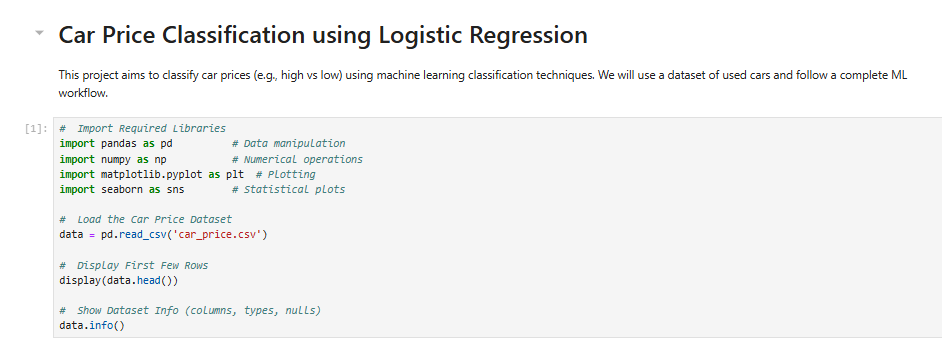 Car Price Classification using Logistic Regression
This project aims to classify car prices (e.g., high vs low) using machine learning classification techniques. We will use a dataset of used cars and follow a complete ML
workflow.
[1]:
#  Import Required Libraries
import pandas as pd         # Data manipulation
import numpy as np          # Numerical operations
import matplotlib.pyplot as plt  # Plotting
import seaborn as sns       # Statistical plots
#  Load the Car Price Dataset
data = pd.read_csv('car_price.csv')
#  Display First Few Rows
display(data.head())
#  Show Dataset Info (columns, types, nulls)
data.info()